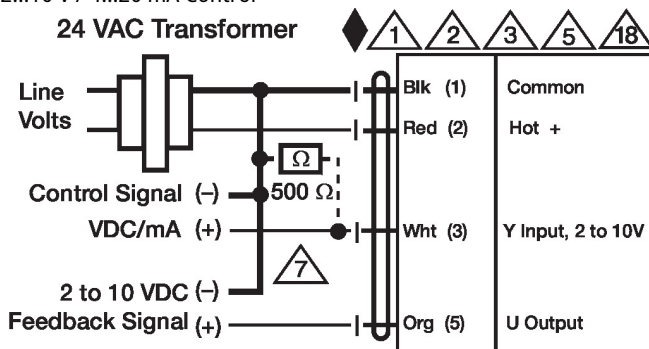 24 VAC Transformer
1 2 3 5 18
Line
Volts
Blk (1) Common
Red (2) Hot +
Ω
500 Ω
Control Signal (–)
VDC/mA (+)
Wht (3) Y Input, 2 to 10V
7
2 to 10 VDC (–)
Feedback Signal (+)
Org (5) U Output